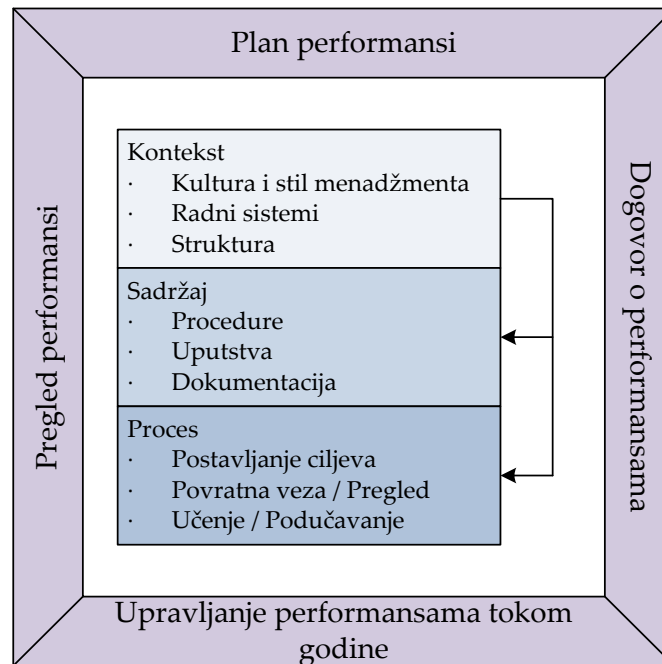 Plan performansi
Pregled performansi
Kontekst
· Kultura i stil menadžmenta
· Radni sistemi
· Struktura
Sadržaj
· Procedure
· Uputstva
· Dokumentacija
Proces
· Postavljanje ciljeva
· Povratna veza / Pregled
· Učenje / Podučavanje
Dogovor o performansama
Upravljanje performansama tokom
godine